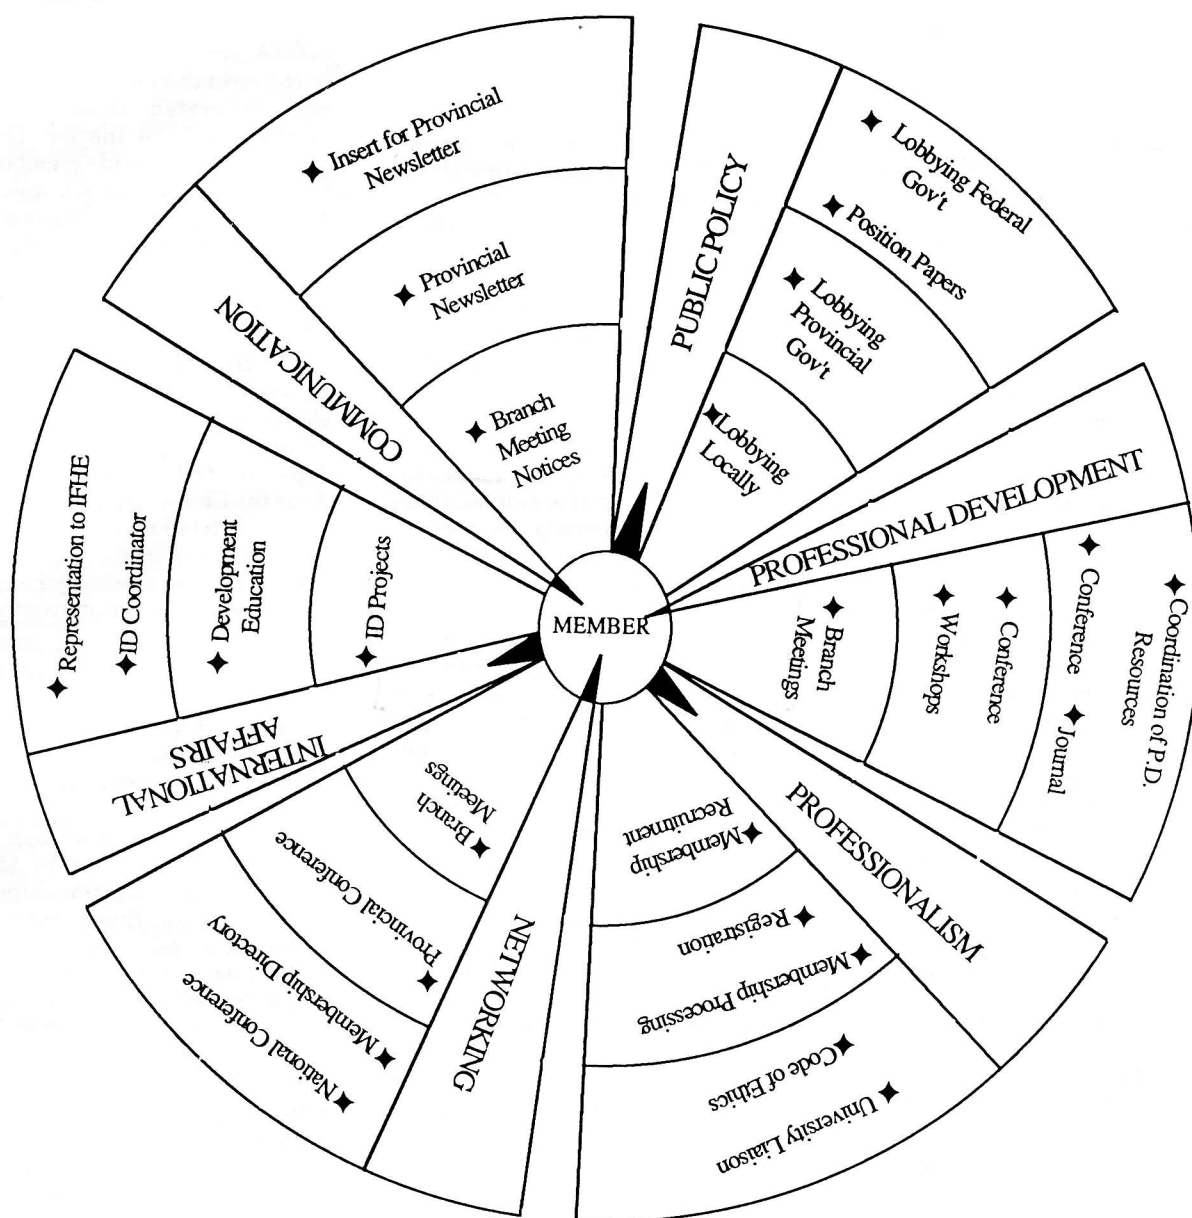 MEMBER
COMMUNICATION
Insert for Provincial
Newsletter
Provincial
Newsletter
Branch
Meeting
Notices
PUBLIC POLICY
Lobbying Federal
Gov't
Position Papers
Lobbying
Provincial
Gov't
Lobbying
Locally
PROFESSIONAL DEVELOPMENT
Branch
Meetings
Workshops
Conference
Conference
Journal
Coordination of P.D.
Resources
PROFESSIONALISM
Membership
Recruitment
Registration
Membership Processing
Code of Ethics
University Liaison
NETWORKING
Branch
Meetings
Provincial Conference
Membership Directory
National Conference
INTERNATIONAL
AFFAIRS
ID Projects
Development
Education
ID Coordinator
Representation to IFHE